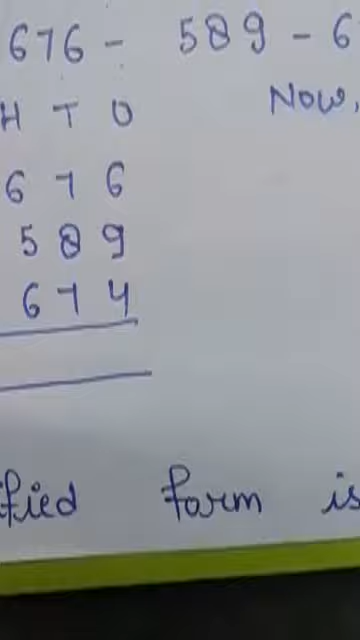 676 - 589 - 6
H T O
Now,
6 7 6
5 8 9
6 7 4
fied form is